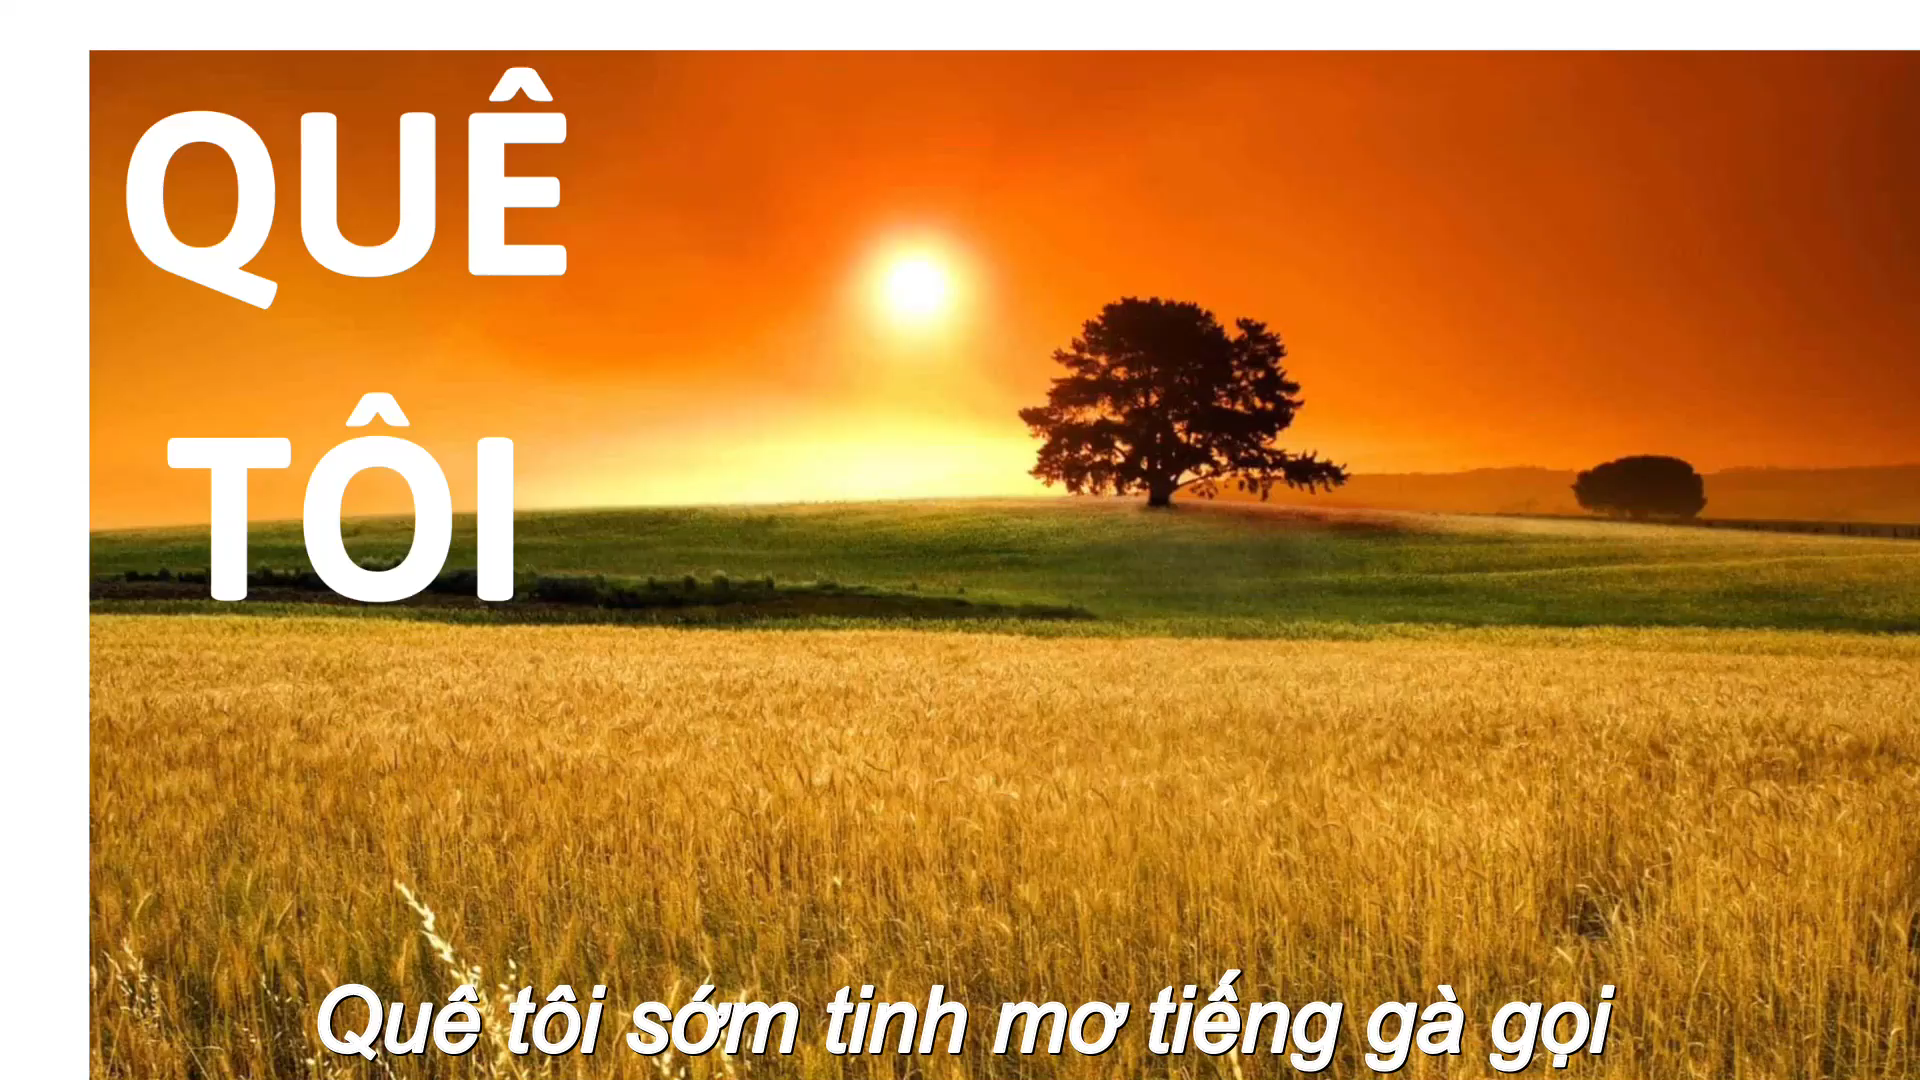 QUÊ
TÔI
Quê tôi sớm tinh mơ tiếng gà gọi